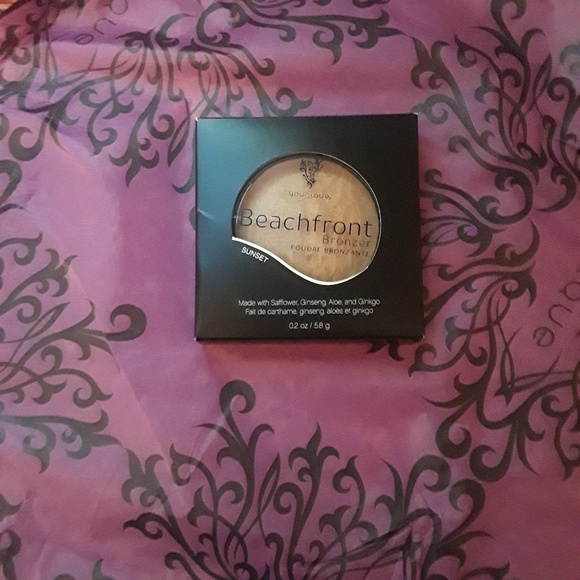 younique
Beachfront
Bronzer
POUDRE BRONZANTE
SUNSET
Made with Safflower, Ginseng, Aloe, and Ginkgo
Fait de carthame, ginseng, aloès et ginkgo
0.2 oz / 5.8 g